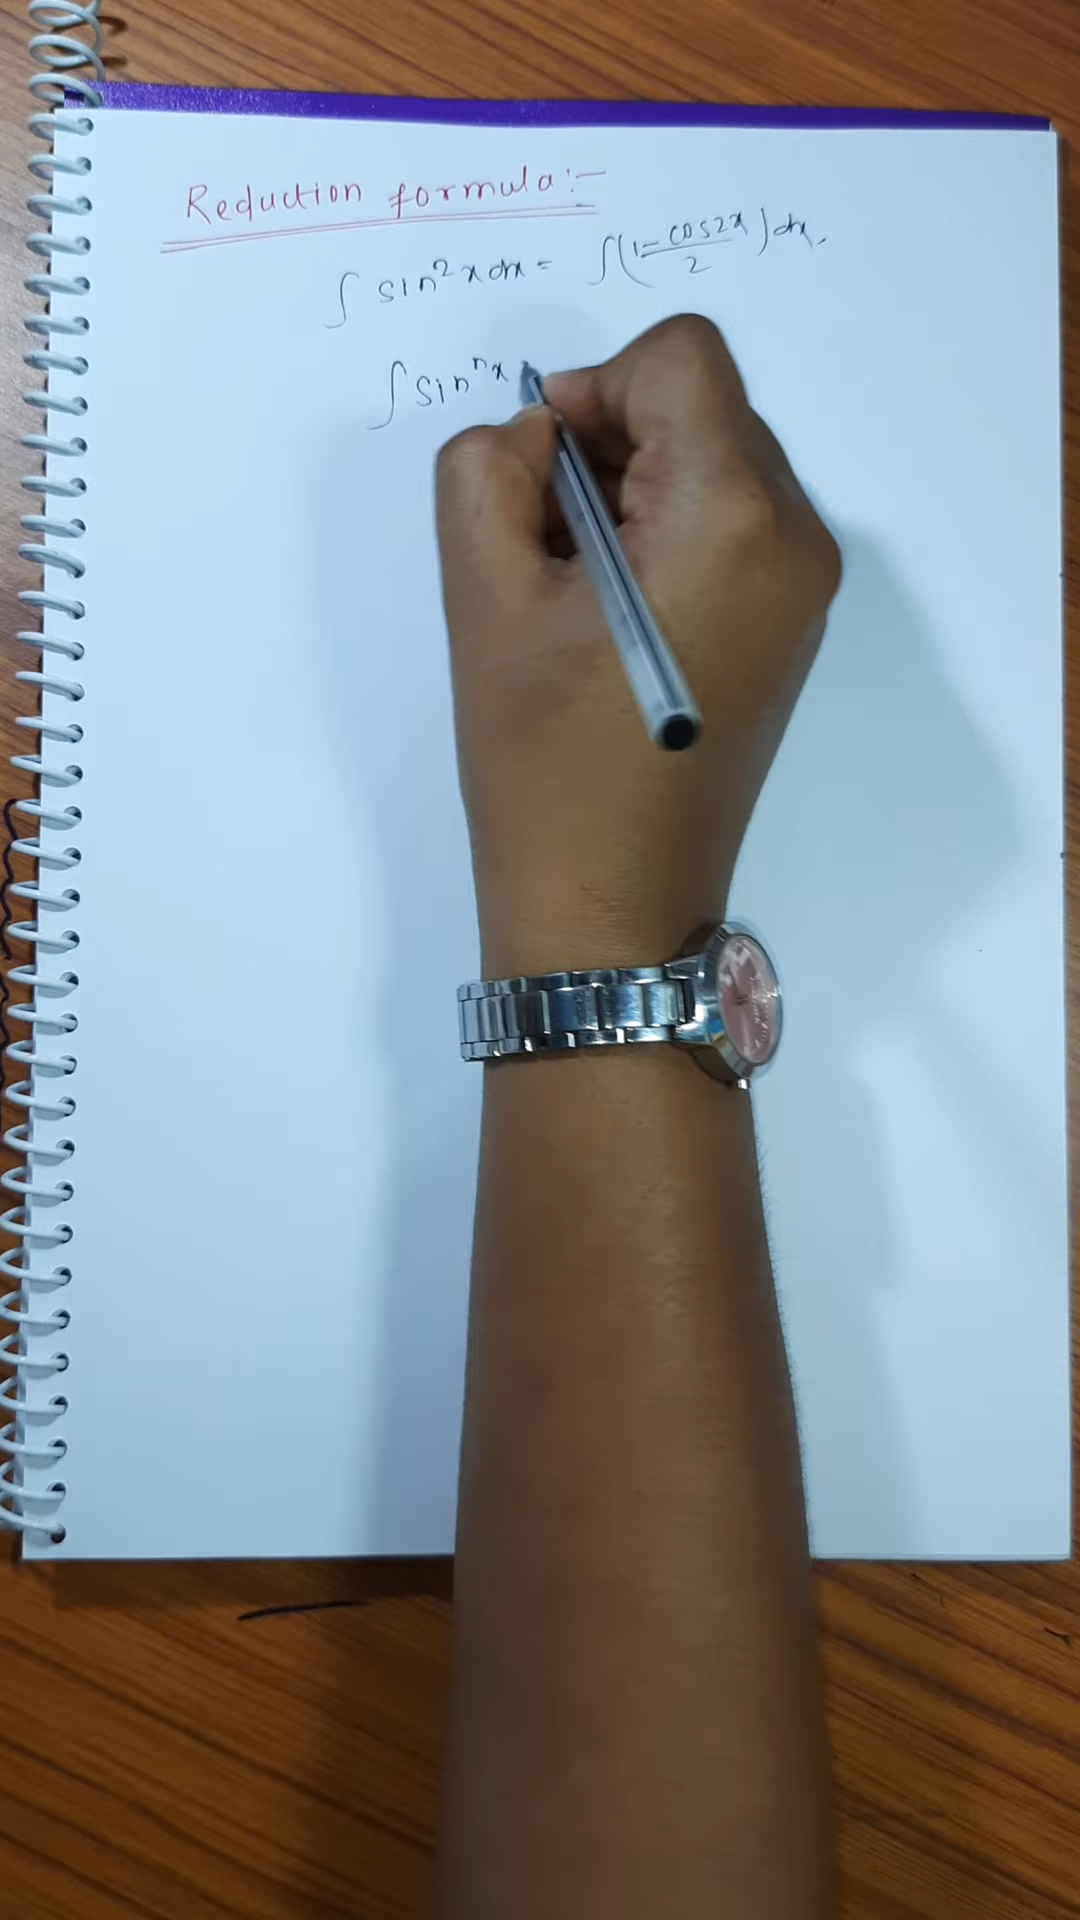 Reduction formula:-
∫ sin²x dx = ∫(1-cos2x/2)dx.
∫ sinⁿx